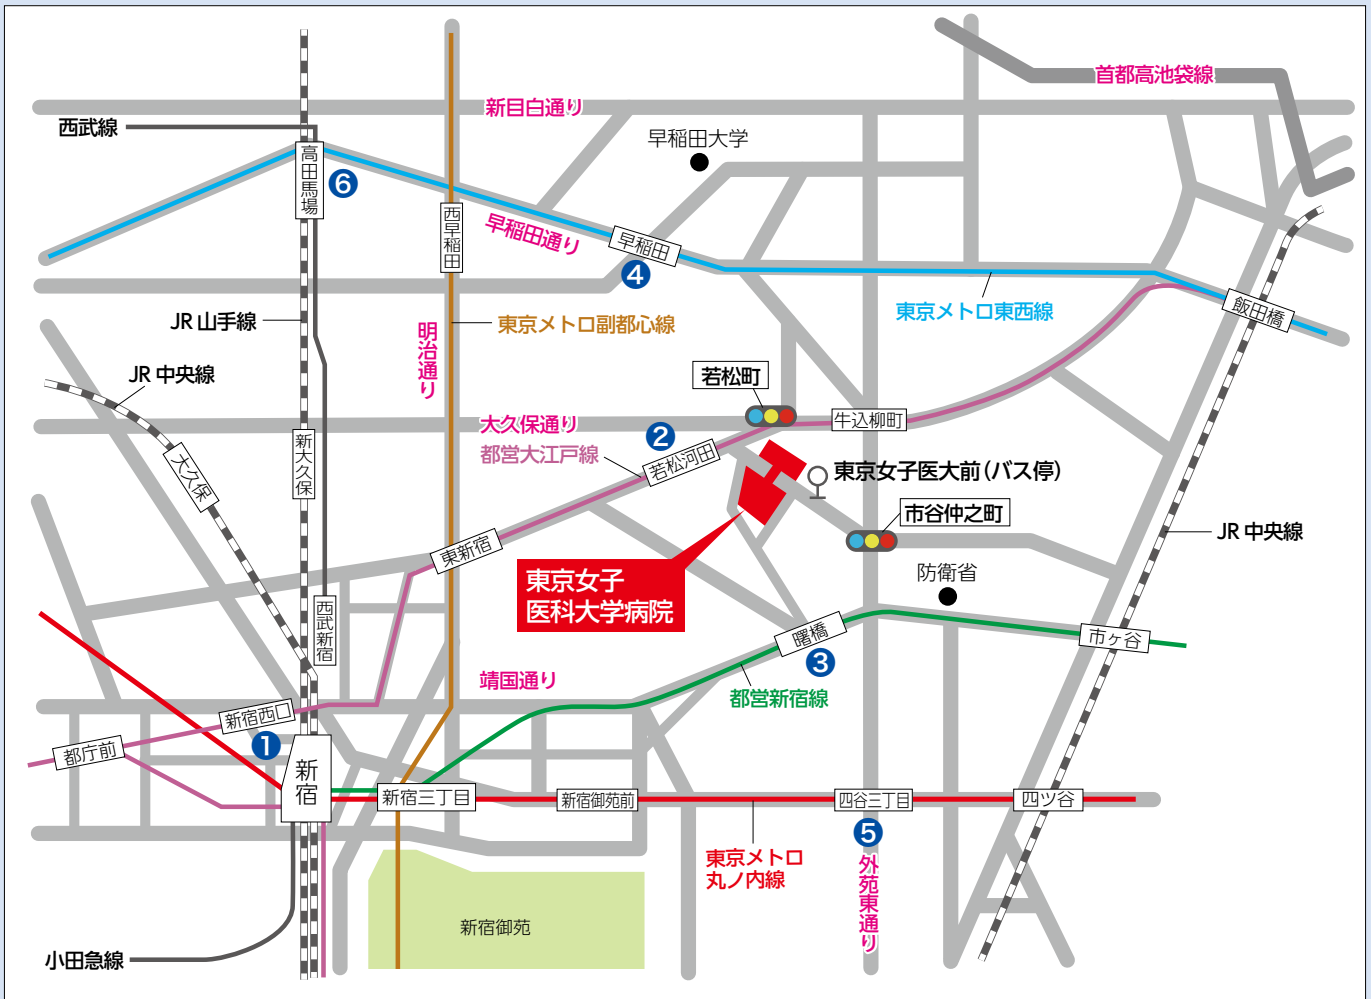 首都高池袋線
新目白通り
西武線
早稲田大学
高田馬場
6
西早稲田
早稲田通り
早稲田
4
東京メトロ東西線
飯田橋
JR 山手線
東京メトロ副都心線
明治通り
JR 中央線
若松町
大久保通り
2
牛込柳町
都営大江戸線
若松河田
新大久保
大久保
東京女子医大前(バス停)
市谷仲之町
JR 中央線
東新宿
防衛省
東京女子
医科大学病院
西武新宿
曙橋
3
市ヶ谷
靖国通り
都営新宿線
新宿西口
1
都庁前
新宿
新宿三丁目
新宿御苑前
四谷三丁目
四ツ谷
5
東京メトロ
丸ノ内線
外苑東通り
新宿御苑
小田急線